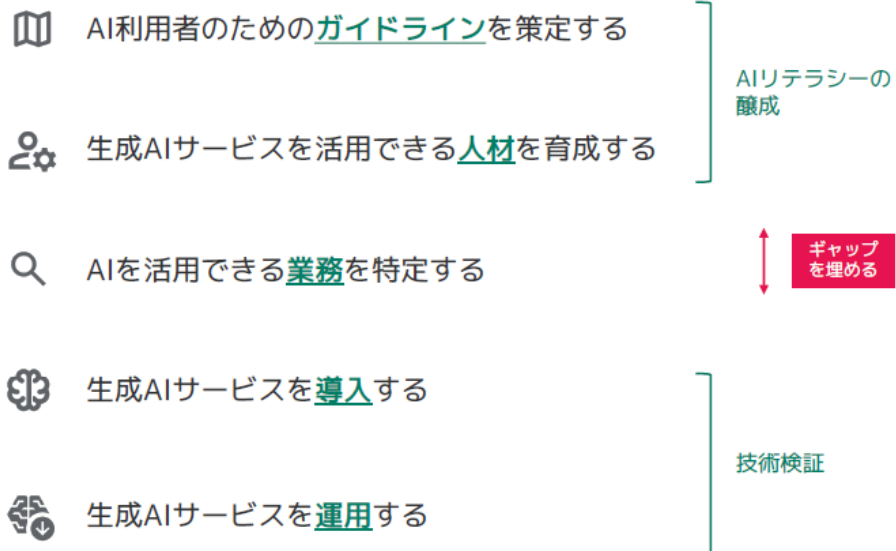 AI利用者のためのガイドラインを策定する
AIリテラシーの
醸成
生成AIサービスを活用できる人材を育成する
AIを活用できる業務を特定する
ギャップ
を埋める
生成AIサービスを導入する
技術検証
生成AIサービスを運用する